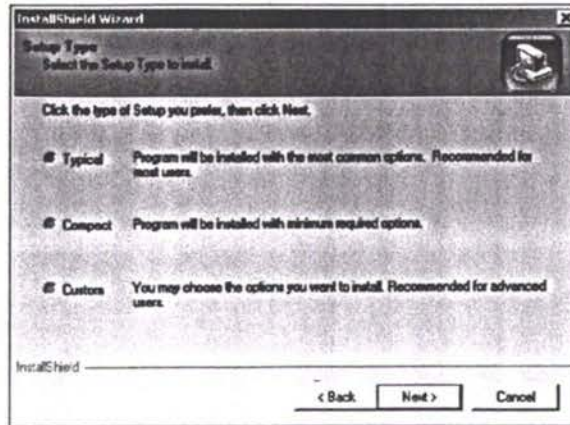 InstallShield Wizard
Setup Type
Select the Setup Type to install.
Click the type of Setup you prefer, then click Next.
Typical Program will be installed with the most common options. Recommended for
most users.
Compact Program will be installed with minimum required options.
Custom You may choose the options you want to install. Recommended for advanced
users.
InstallShield
< Back Next > Cancel